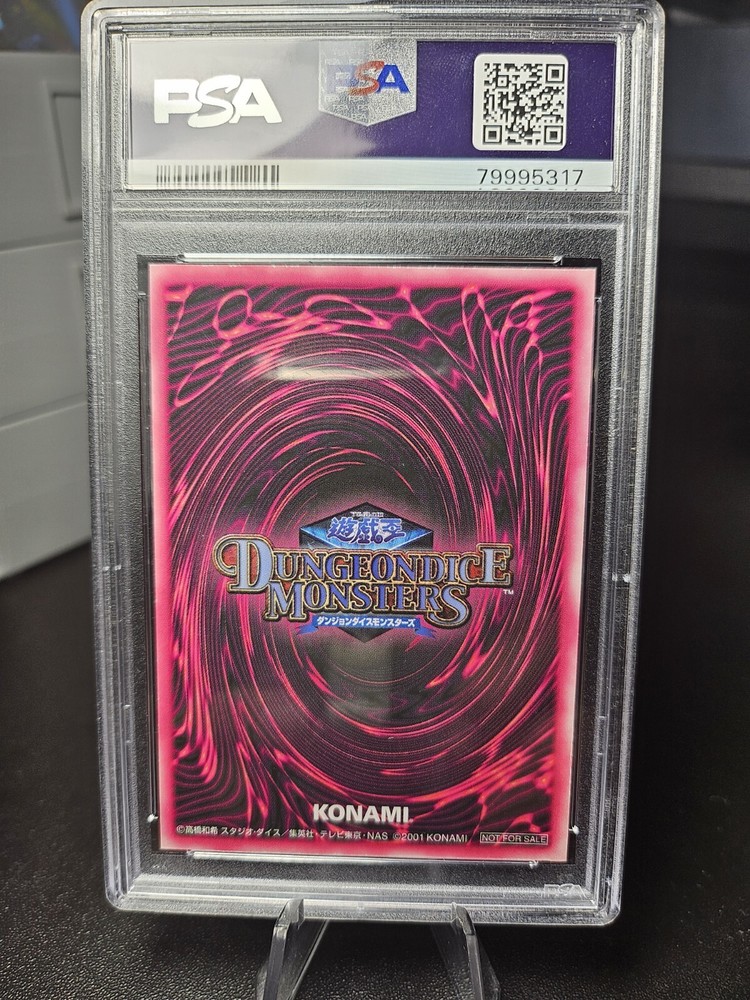 PSA
PSA
79995317
遊戯王
DUNGEONDICE
MONSTERS™
ダンジョンダイスモンスターズ
KONAMI
©高橋和希 スタジオ・ダイス／集英社・テレビ東京・NAS ©2001 KONAMI NOT FOR SALE